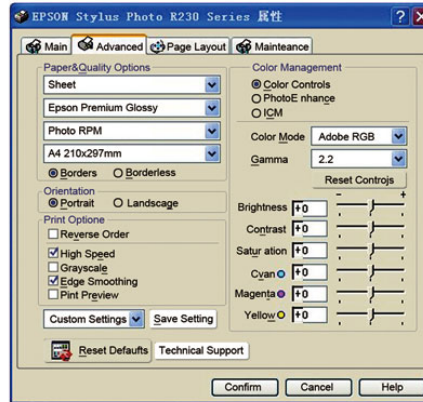 EPSON Stylus Photo R230 Series 属性
Main
Advanced
Page Layout
Mainteance
Paper&Quality Options
Sheet
Epson Premium Glossy
Photo RPM
A4 210x297mm
Borders
Borderless
Orientation
Portrait
Landscage
Print Optione
Reverse Order
High Speed
Grayscale
Edge Smoothing
Pint Preview
Custom Settings
Save Setting
Reset Defaufts
Technical Support
Color Management
Color Controls
PhotoE nhance
ICM
Color Mode
Adobe RGB
Gamma
2.2
Reset Controjs
- +
Brightness +0
Contrast +0
Satur ation +0
Cvan +0
Magenta +0
Yellow +0
Confirm
Cancel
Help